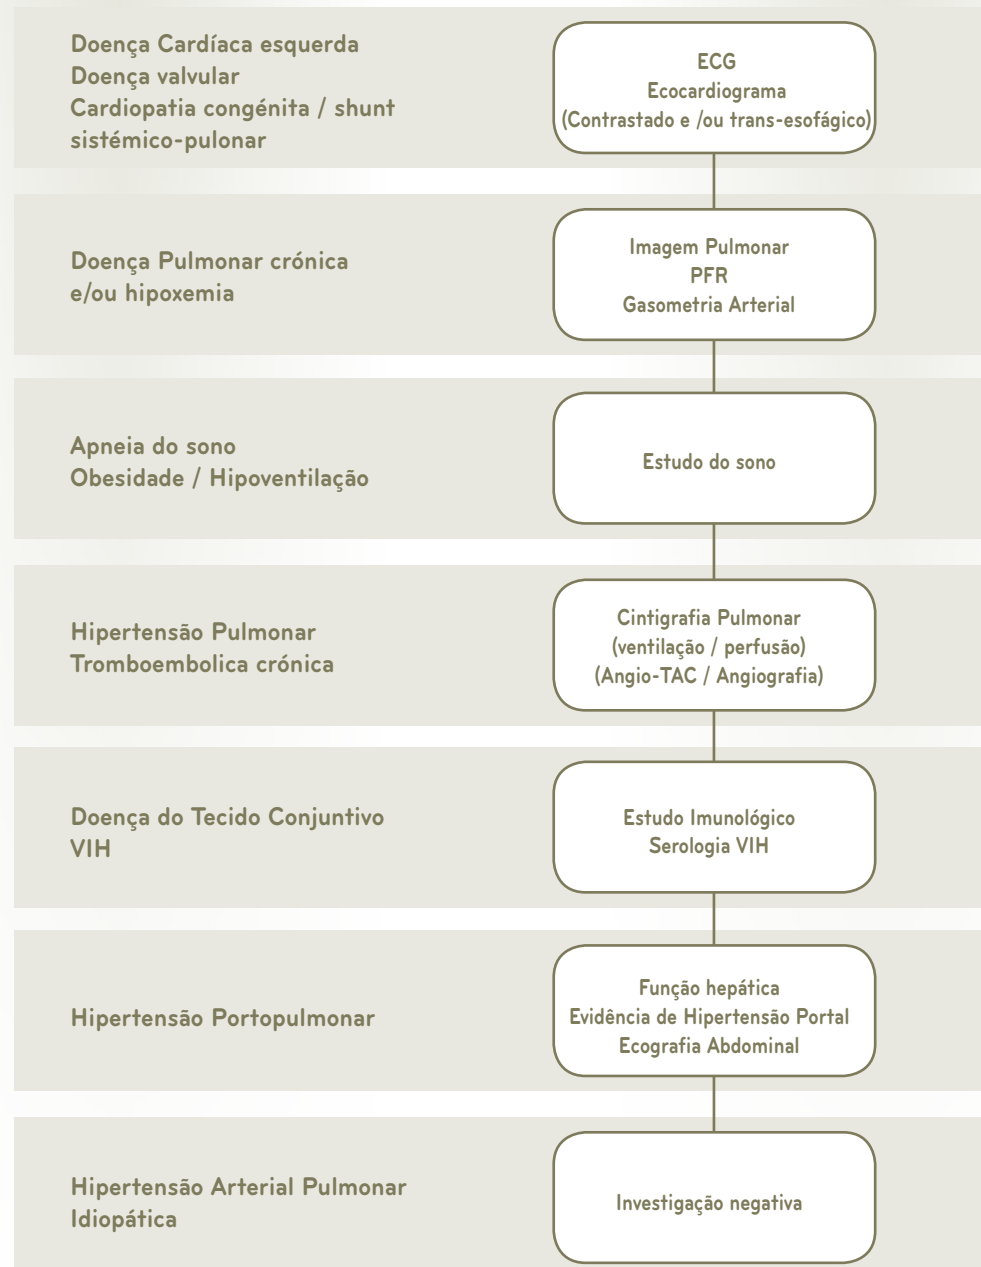 Doença Cardíaca esquerda
Doença valvular
Cardiopatia congénita / shunt
sistémico-pulonar
ECG
Ecocardiograma
(Contrastado e /ou trans-esofágico)
Doença Pulmonar crónica
e/ou hipoxemia
Imagem Pulmonar
PFR
Gasometria Arterial
Apneia do sono
Obesidade / Hipoventilação
Estudo do sono
Hipertensão Pulmonar
Tromboembolica crónica
Cintigrafia Pulmonar
(ventilação / perfusão)
(Angio-TAC / Angiografia)
Doença do Tecido Conjuntivo
VIH
Estudo Imunológico
Serologia VIH
Hipertensão Portopulmonar
Função hepática
Evidência de Hipertensão Portal
Ecografia Abdominal
Hipertensão Arterial Pulmonar
Idiopática
Investigação negativa